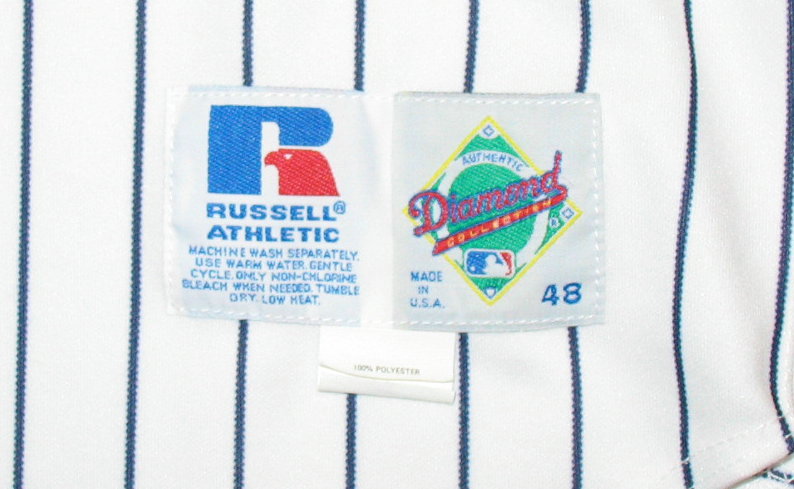 RUSSELL®
ATHLETIC
MACHINE WASH SEPARATELY.
USE WARM WATER. GENTLE
CYCLE. ONLY NON-CHLORINE
BLEACH WHEN NEEDED. TUMBLE
DRY. LOW HEAT.
AUTHENTIC
Diamond
COLLECTION
®
MADE
IN
U.S.A.
48
100% POLYESTER